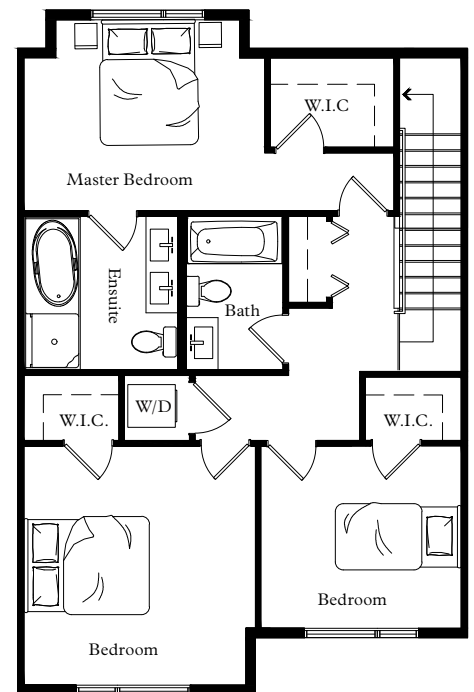 W.I.C
Master Bedroom
Ensuite
Bath
W.I.C.
W/D
W.I.C.
Bedroom
Bedroom